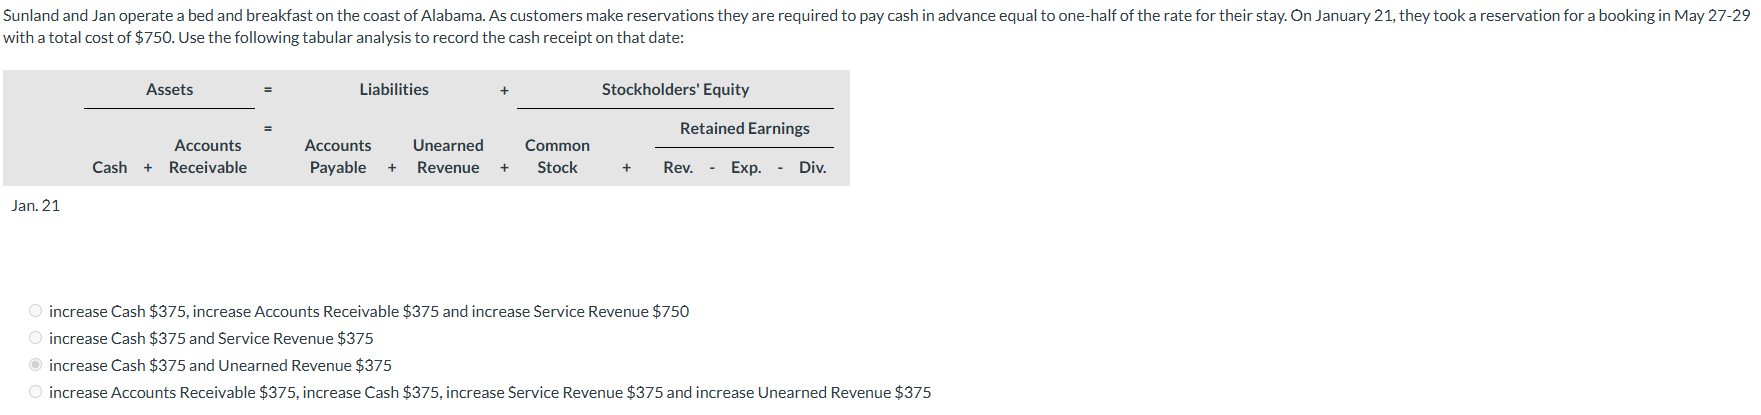 Sunland and Jan operate a bed and breakfast on the coast of Alabama. As customers make reservations they are required to pay cash in advance equal to one-half of the rate for their stay. On January 21, they took a reservation for a booking in May 27-29
with a total cost of $750. Use the following tabular analysis to record the cash receipt on that date:
Assets = Liabilities + Stockholders' Equity
= Retained Earnings
Accounts Accounts Unearned Common
Cash + Receivable Payable + Revenue + Stock + Rev. - Exp. - Div.
Jan. 21
increase Cash $375, increase Accounts Receivable $375 and increase Service Revenue $750
increase Cash $375 and Service Revenue $375
increase Cash $375 and Unearned Revenue $375
increase Accounts Receivable $375, increase Cash $375, increase Service Revenue $375 and increase Unearned Revenue $375